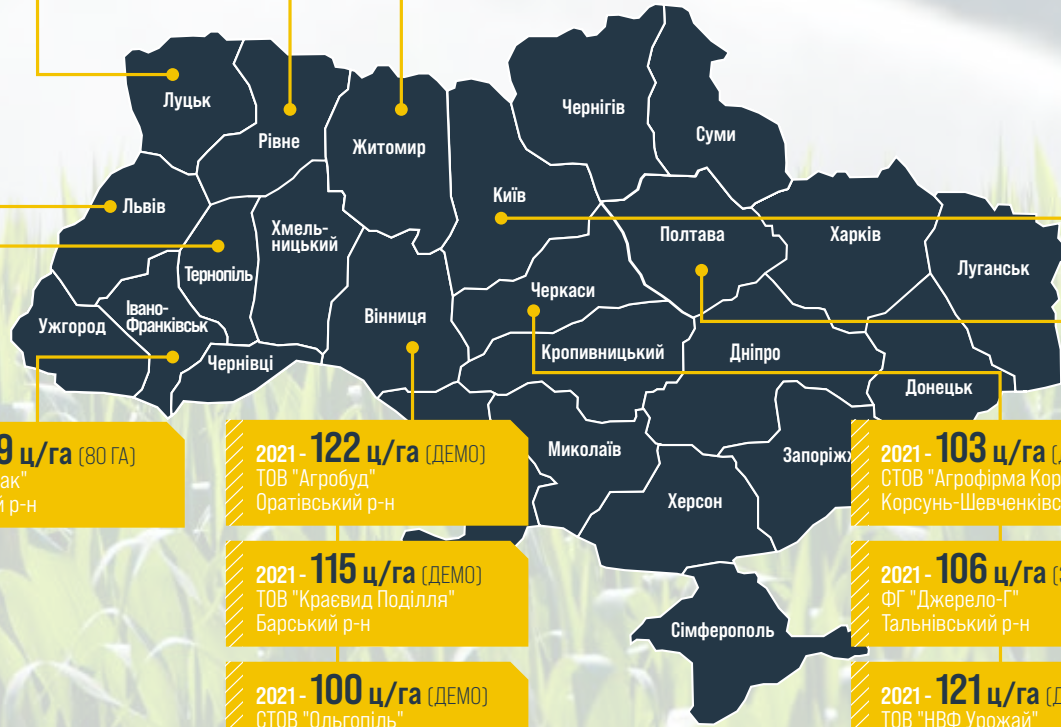 Луцьк
Рівне
Житомир
Чернігів
Суми
Львів
Тернопіль
Хмель-
ницький
Київ
Полтава
Харків
Луганськ
Ужгород
Івано-
Франківськ
Чернівці
Вінниця
Черкаси
Кропивницький
Дніпро
Донецьк
Миколаїв
Запоріж
Херсон
Сімферополь
9 ц/га (80 ГА)
ак"
й р-н
2021 - 122 ц/га (ДЕМО)
ТОВ "Агробуд"
Оратівський р-н
2021 - 115 ц/га (ДЕМО)
ТОВ "Краєвид Поділля"
Барський р-н
2021 - 100 ц/га (ДЕМО)
СТОВ "Ольгопіль"
2021 - 103 ц/га
СТОВ "Агрофірма Кор
Корсунь-Шевченківс
2021 - 106 ц/га
ФГ "Джерело-Г"
Тальнівський р-н
2021 - 121 ц/га
ТОВ "НВФ Урожай"